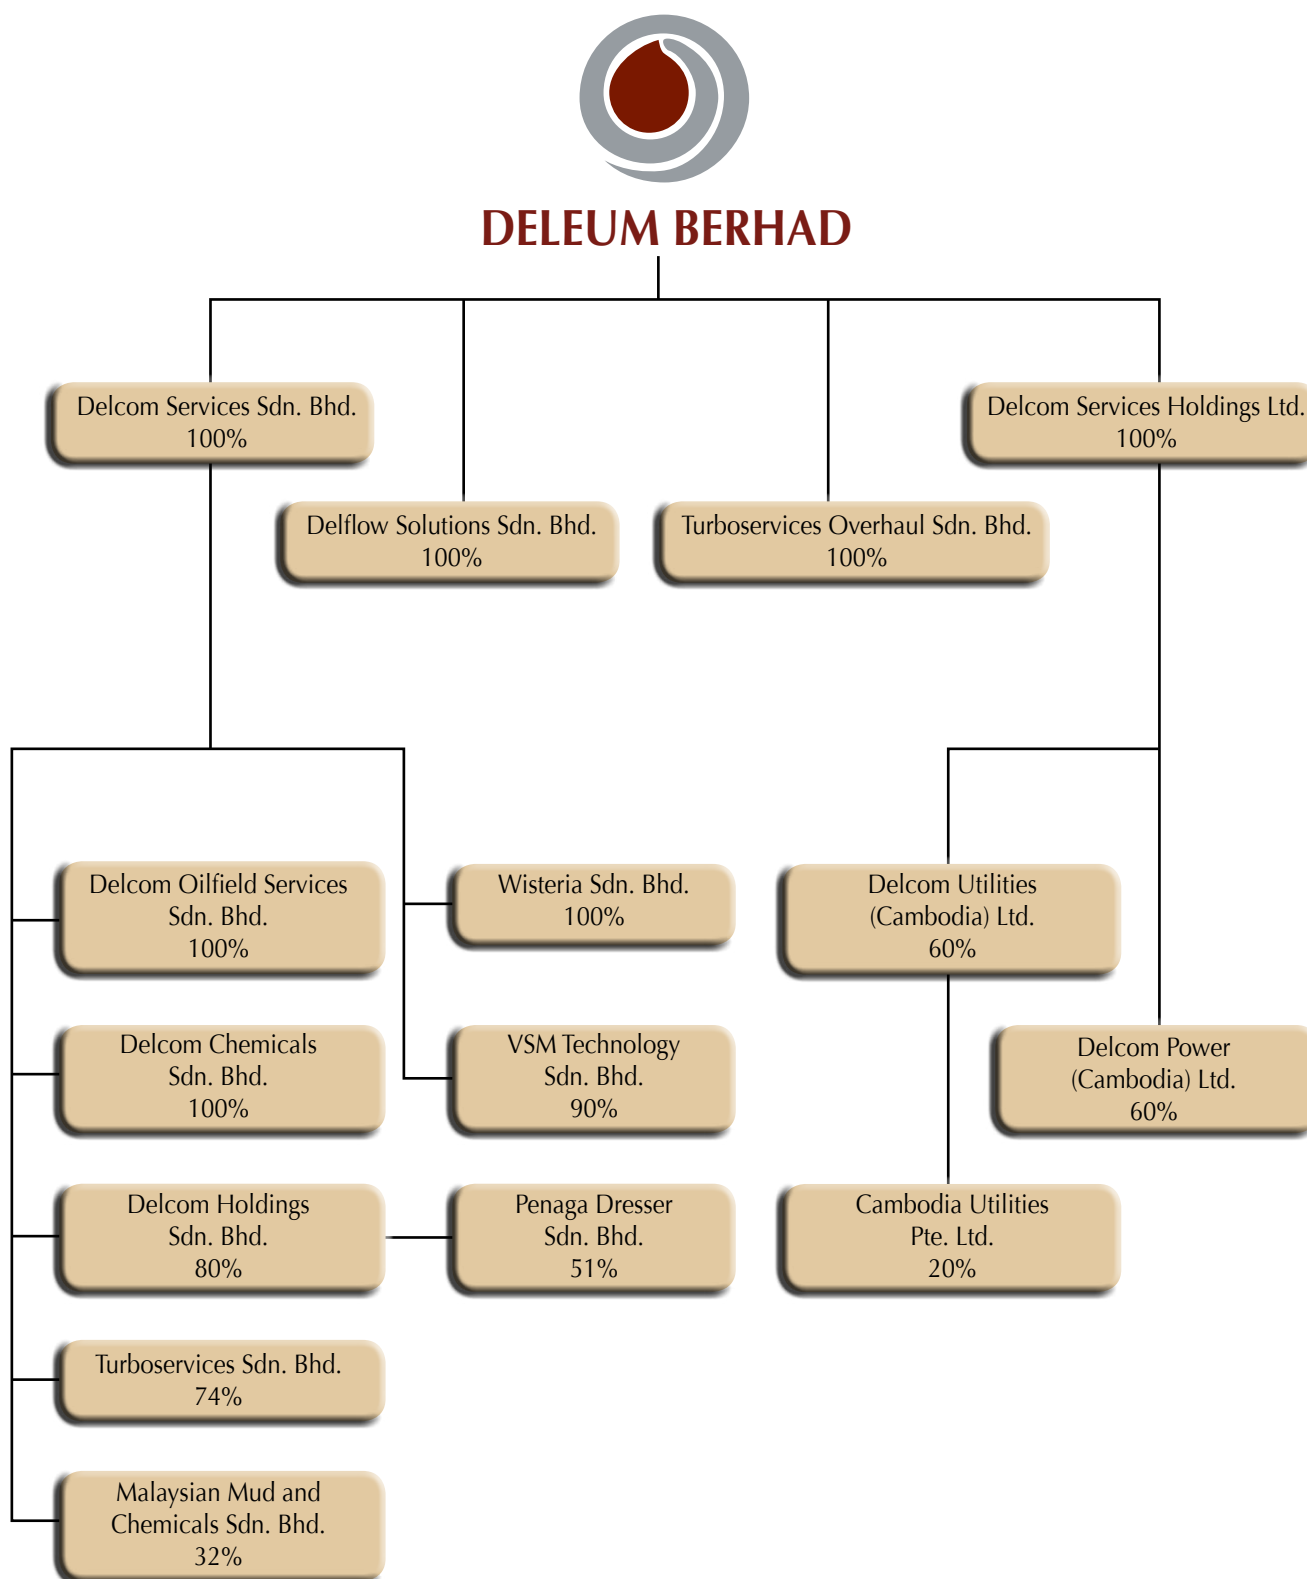 DELEUM BERHAD
Delcom Services Sdn. Bhd.
100%
Delcom Services Holdings Ltd.
100%
Delflow Solutions Sdn. Bhd.
100%
Turboservices Overhaul Sdn. Bhd.
100%
Delcom Oilfield Services
Sdn. Bhd.
100%
Wisteria Sdn. Bhd.
100%
Delcom Utilities
(Cambodia) Ltd.
60%
Delcom Chemicals
Sdn. Bhd.
100%
VSM Technology
Sdn. Bhd.
90%
Delcom Power
(Cambodia) Ltd.
60%
Delcom Holdings
Sdn. Bhd.
80%
Penaga Dresser
Sdn. Bhd.
51%
Cambodia Utilities
Pte. Ltd.
20%
Turboservices Sdn. Bhd.
74%
Malaysian Mud and
Chemicals Sdn. Bhd.
32%